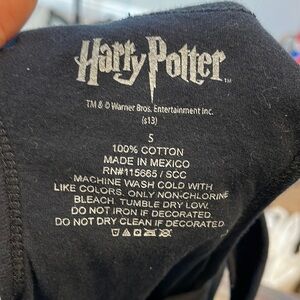 Harry Potter™
TM & © Warner Bros. Entertainment Inc.
(s13)
S
100% COTTON
MADE IN MEXICO
RN#115665 / SCC
MACHINE WASH COLD WITH
LIKE COLORS. ONLY NON-CHLORINE
BLEACH. TUMBLE DRY LOW.
DO NOT IRON IF DECORATED.
DO NOT DRY CLEAN IF DECORATED